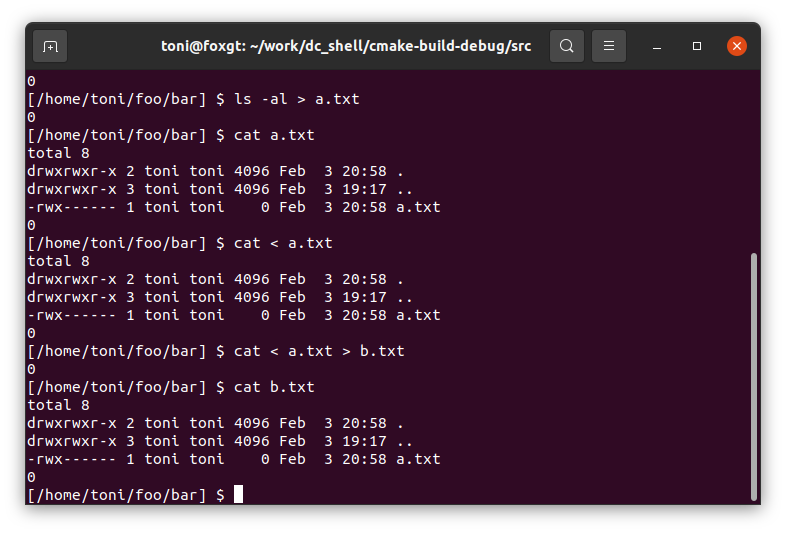 toni@foxgt: ~/work/dc_shell/cmake-build-debug/src
0
[/home/toni/foo/bar] $ ls -al > a.txt
0
[/home/toni/foo/bar] $ cat a.txt
total 8
drwxrwxr-x 2 toni toni 4096 Feb  3 20:58 .
drwxrwxr-x 3 toni toni 4096 Feb  3 19:17 ..
-rwx------ 1 toni toni    0 Feb  3 20:58 a.txt
0
[/home/toni/foo/bar] $ cat < a.txt
total 8
drwxrwxr-x 2 toni toni 4096 Feb  3 20:58 .
drwxrwxr-x 3 toni toni 4096 Feb  3 19:17 ..
-rwx------ 1 toni toni    0 Feb  3 20:58 a.txt
0
[/home/toni/foo/bar] $ cat < a.txt > b.txt
0
[/home/toni/foo/bar] $ cat b.txt
total 8
drwxrwxr-x 2 toni toni 4096 Feb  3 20:58 .
drwxrwxr-x 3 toni toni 4096 Feb  3 19:17 ..
-rwx------ 1 toni toni    0 Feb  3 20:58 a.txt
0
[/home/toni/foo/bar] $